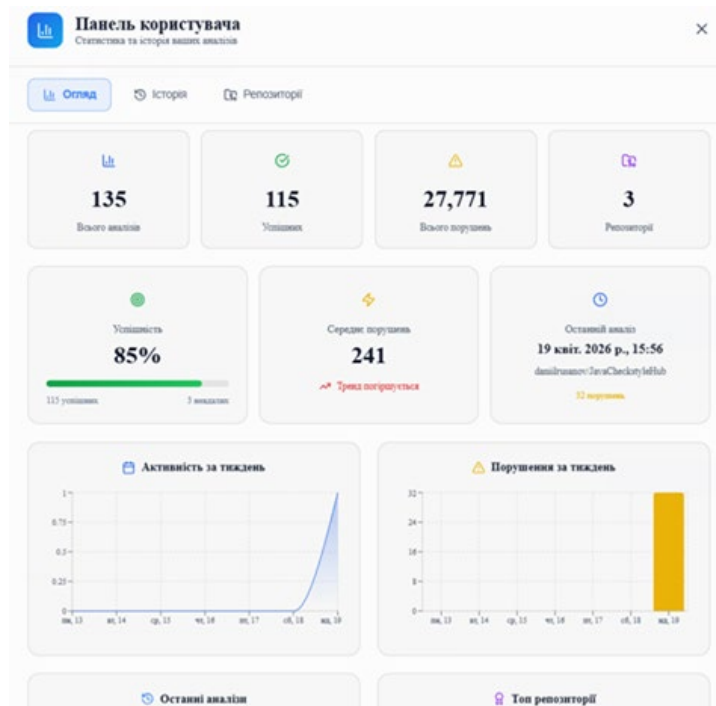 Панель користувача
Статистика та історія ваших аналізів
Огляд
Історія
Репозиторії
135
Всього аналізів
115
Успішних
27,771
Всього порушень
3
Репозиторії
Успішність
85%
115 успішних
5 невдалих
Середнє порушень
241
Тренд погіршується
Останній аналіз
19 квіт. 2026 р., 15:56
daniilrusanov/JavaCheckstyleHub
32 порушень
Активність за тиждень
1
0.75
0.5
0.25
0
пн, 13
вт, 14
ср, 15
чт, 16
пт, 17
сб, 18
нд, 19
Порушення за тиждень
32
24
16
8
0
пн, 13
вт, 14
ср, 15
чт, 16
пт, 17
сб, 18
нд, 19
Останні аналізи
Топ репозиторії